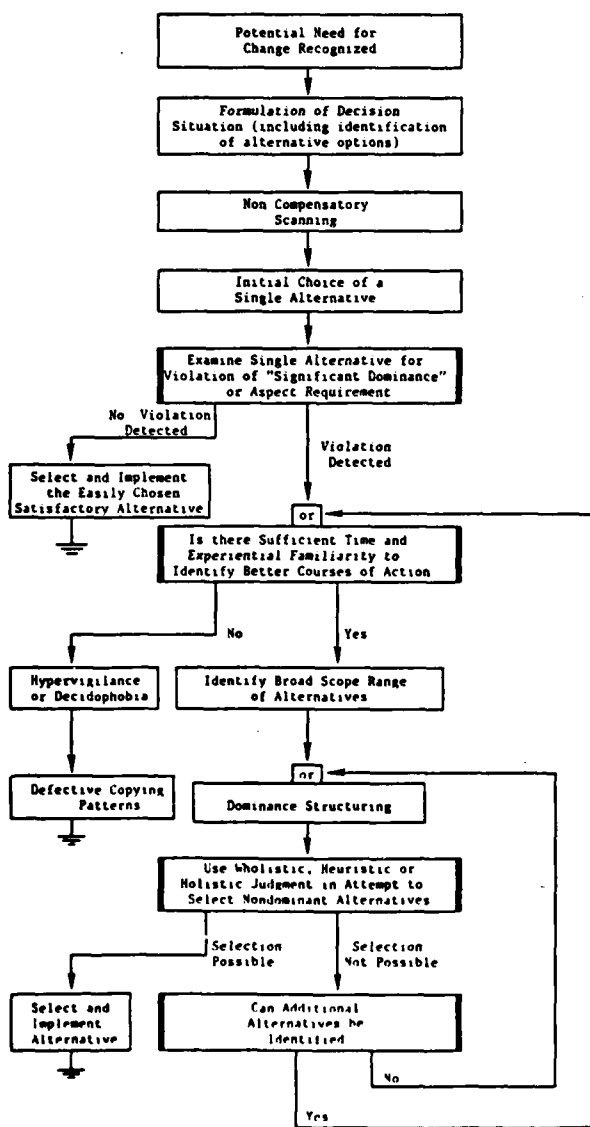 Potential Need for
Change Recognized
Formulation of Decision
Situation (including identification
of alternative options)
Non Compensatory
Scanning
Initial Choice of a
Single Alternative
Examine Single Alternative for
Violation of "Significant Dominance"
or Aspect Requirement
No Violation
Detected
Violation
Detected
Select and Implement
the Easily Chosen
Satisfactory Alternative
or
Is there Sufficient Time and
Experiential Familiarity to
Identify Better Courses of Action
No
Yes
Hypervigilance
or Decidophobia
Identify Broad Scope Range
of Alternatives
or
Defective Copying
Patterns
Dominance Structuring
Use Wholistic, Heuristic or
Holistic Judgment in Attempt to
Select Nondominant Alternatives
Selection
Possible
Selection
Not Possible
Select and
Implement
Alternative
Can Additional
Alternatives be
Identified
No
Yes